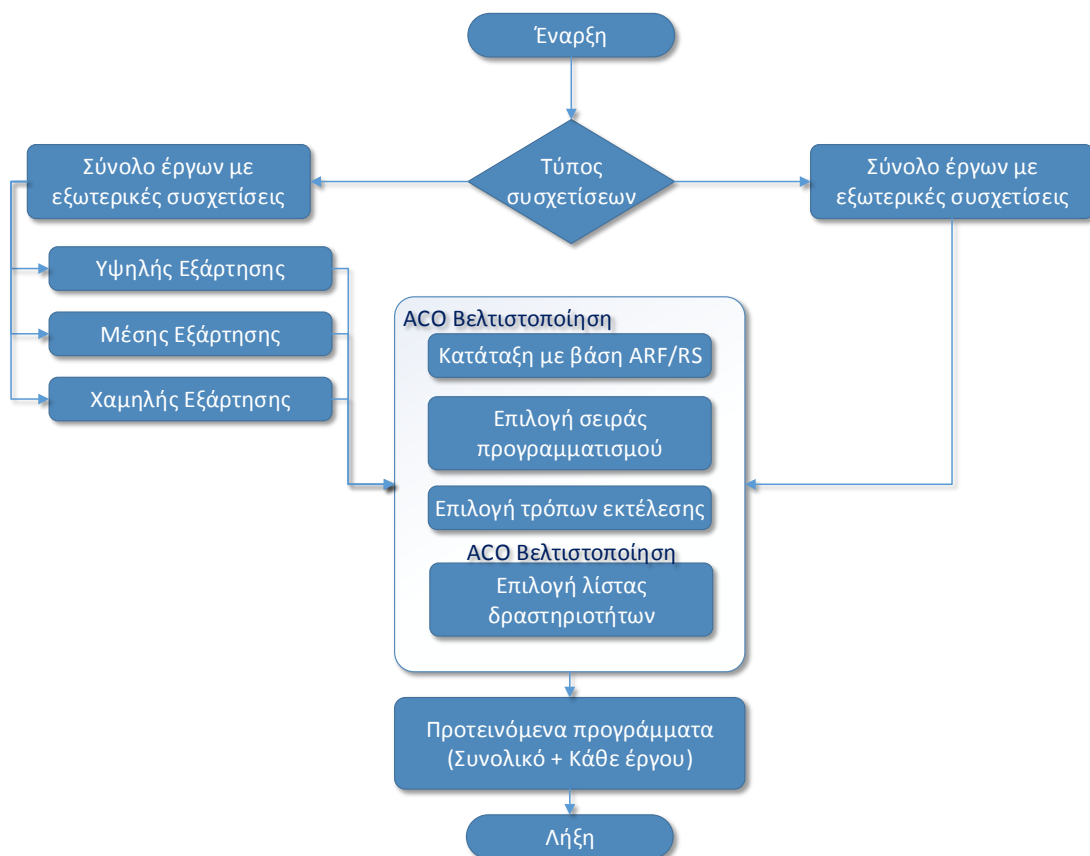 Έναρξη
Τύπος
συσχετίσεων
Σύνολο έργων με
εξωτερικές συσχετίσεις
Σύνολο έργων με
εξωτερικές συσχετίσεις
Υψηλής Εξάρτησης
Μέσης Εξάρτησης
Χαμηλής Εξάρτησης
ACO Βελτιστοποίηση
Κατάταξη με βάση ARF/RS
Επιλογή σειράς
προγραμματισμού
Επιλογή τρόπων εκτέλεσης
ACO Βελτιστοποίηση
Επιλογή λίστας
δραστηριοτήτων
Προτεινόμενα προγράμματα
(Συνολικό + Κάθε έργου)
Λήξη